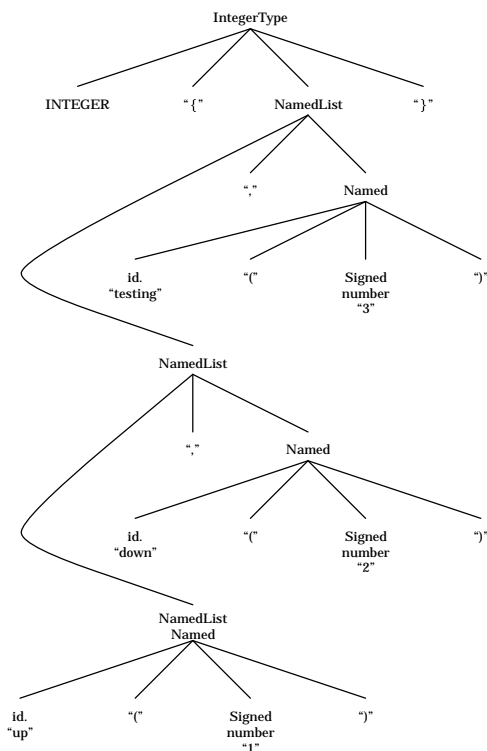 IntegerType
INTEGER “{” NamedList “}”
“,” Named
id. “(” Signed “)”
“testing” number
“3”
NamedList
“,” Named
id. “(” Signed “)”
“down” number
“2”
NamedList
Named
id. “(” Signed “)”
“up” number
“1”